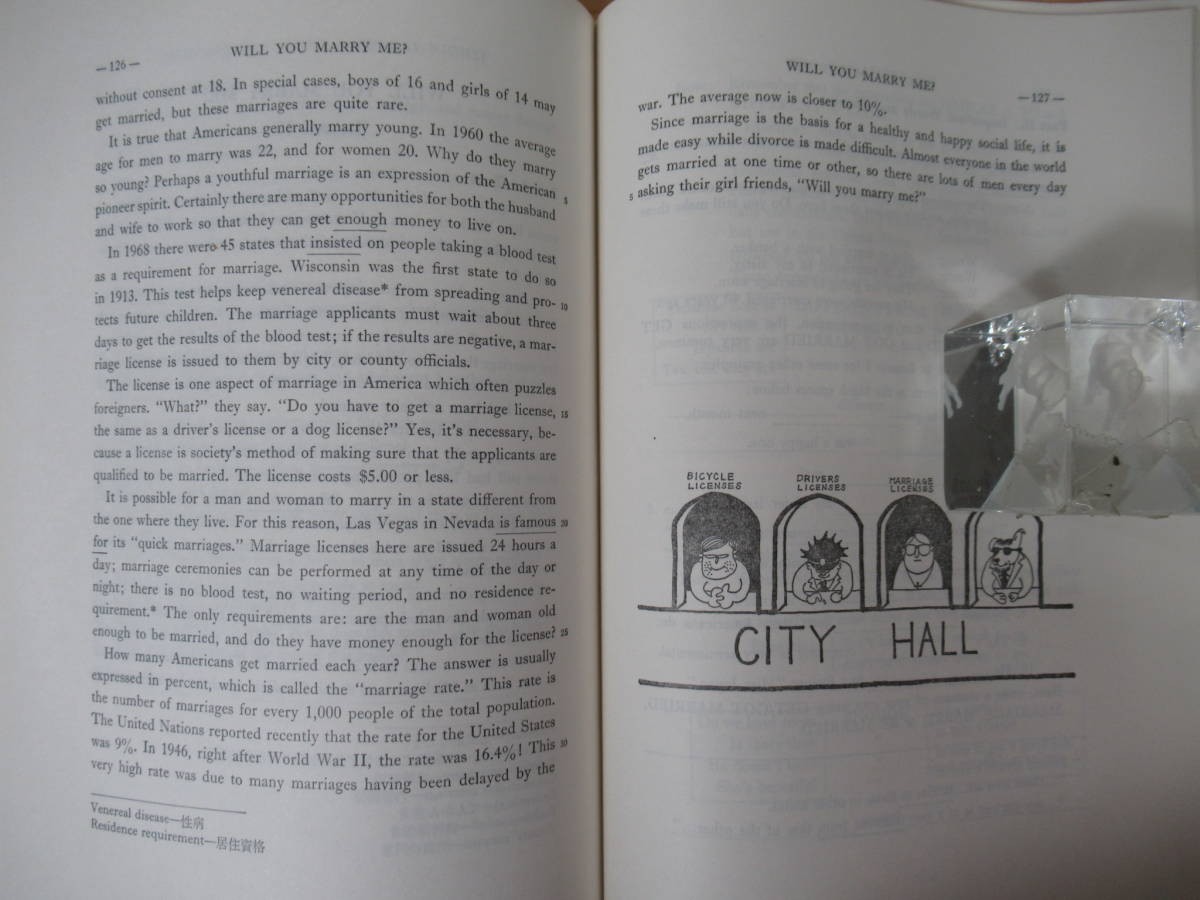 —126—
WILL YOU MARRY ME?
without consent at 18. In special cases, boys of 16 and girls of 14 may
get married, but these marriages are quite rare.
It is true that Americans generally marry young. In 1960 the average
age for men to marry was 22, and for women 20. Why do they marry
so young? Perhaps a youthful marriage is an expression of the American 5
pioneer spirit. Certainly there are many opportunities for both the husband
and wife to work so that they can get enough money to live on.
In 1968 there were 45 states that insisted on people taking a blood test
as a requirement for marriage. Wisconsin was the first state to do so
in 1913. This test helps keep venereal disease* from spreading and pro- 10
tects future children. The marriage applicants must wait about three
days to get the results of the blood test; if the results are negative, a mar-
riage license is issued to them by city or county officials.
The license is one aspect of marriage in America which often puzzles
foreigners. “What?” they say. “Do you have to get a marriage license, 15
the same as a driver's license or a dog license?” Yes, it's necessary, be-
cause a license is society's method of making sure that the applicants are
qualified to be married. The license costs $5.00 or less.
It is possible for a man and woman to marry in a state different from
the one where they live. For this reason, Las Vegas in Nevada is famous 20
for its “quick marriages.” Marriage licenses here are issued 24 hours a
day; marriage ceremonies can be performed at any time of the day or
night; there is no blood test, no waiting period, and no residence re-
quirement.* The only requirements are: are the man and woman old
enough to be married, and do they have money enough for the license? 25
How many Americans get married each year? The answer is usually
expressed in percent, which is called the “marriage rate.” This rate is
the number of marriages for every 1,000 people of the total population.
The United Nations reported recently that the rate for the United States
was 9%. In 1946, right after World War II, the rate was 16.4%! This 30
very high rate was due to many marriages having been delayed by the
Venereal disease—性病
Residence requirement—居住資格
WILL YOU MARRY ME?
—127—
war. The average now is closer to 10%.
Since marriage is the basis for a healthy and happy social life, it is
made easy while divorce is made difficult. Almost everyone in the world
gets married at one time or other, so there are lots of men every day
5 asking their girl friends, “Will you marry me?”
BICYCLE
LICENSES
DRIVERS
LICENSES
MARRIAGE
LICENSES
CITY HALL